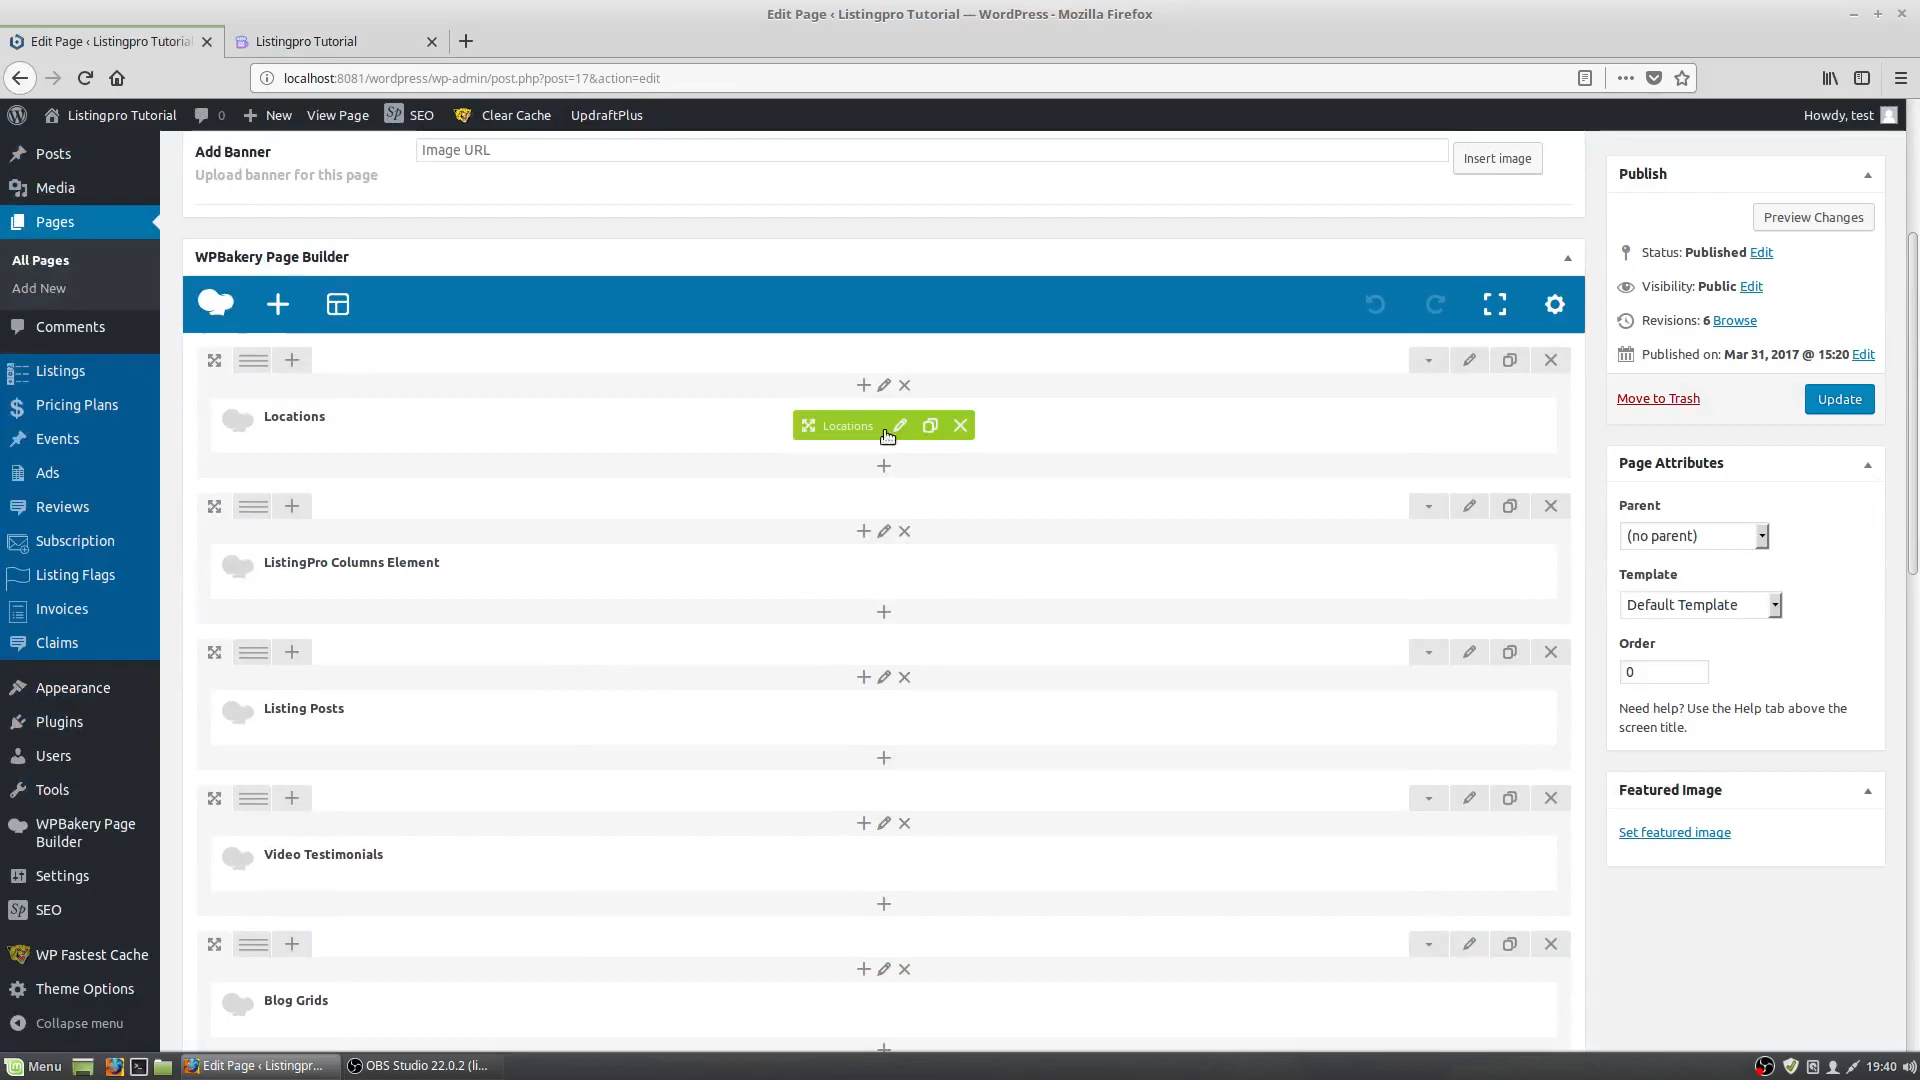 Edit Page ‹ Listingpro Tutorial — WordPress - Mozilla Firefox
Edit Page ‹ Listingpro Tutorial
Listingpro Tutorial
localhost:8081/wordpress/wp-admin/post.php?post=17&action=edit
Listingpro Tutorial
0
New
View Page
SEO
Clear Cache
UpdraftPlus
Howdy, test
Posts
Media
Pages
All Pages
Add New
Comments
Listings
Pricing Plans
Events
Ads
Reviews
Subscription
Listing Flags
Invoices
Claims
Appearance
Plugins
Users
Tools
WPBakery Page
Builder
Settings
SEO
WP Fastest Cache
Theme Options
Collapse menu
Add Banner
Upload banner for this page
Image URL
Insert image
WPBakery Page Builder
Locations
Locations
ListingPro Columns Element
Listing Posts
Video Testimonials
Blog Grids
Publish
Preview Changes
Status: Published Edit
Visibility: Public Edit
Revisions: 6 Browse
Published on: Mar 31, 2017 @ 15:20 Edit
Move to Trash
Update
Page Attributes
Parent
(no parent)
Template
Default Template
Order
0
Need help? Use the Help tab above the
screen title.
Featured Image
Set featured image
Menu
Edit Page ‹ Listingpr...
OBS Studio 22.0.2 (li...
19:40